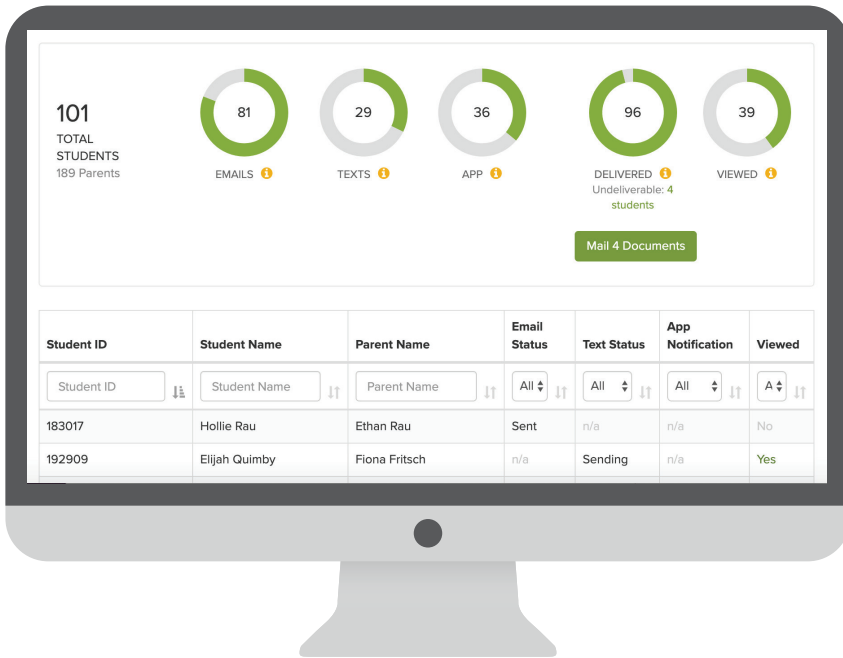 101
TOTAL
STUDENTS
189 Parents
81
EMAILS
29
TEXTS
36
APP
96
DELIVERED
Undeliverable: 4
students
39
VIEWED
Mail 4 Documents
Student ID Student Name Parent Name Email Status Text Status App Notification Viewed
Student ID Student Name Parent Name All All All A
183017 Hollie Rau Ethan Rau Sent n/a n/a No
192909 Elijah Quimby Fiona Fritsch n/a Sending n/a Yes